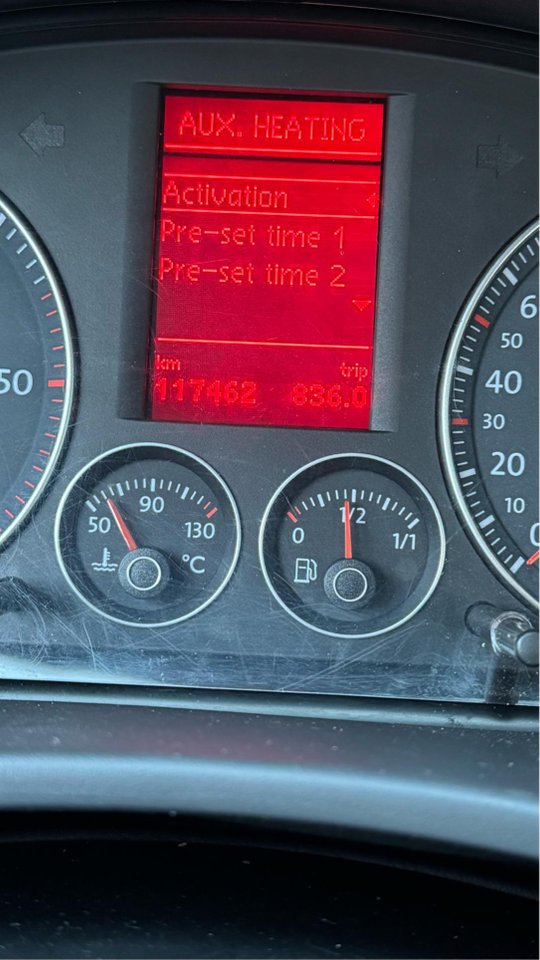 AUX. HEATING
Activation
Pre-set time 1
Pre-set time 2
km trip
117462 836.0
50
6
50
40
30
20
10
0
50 90 130
°C
0 1/2 1/1